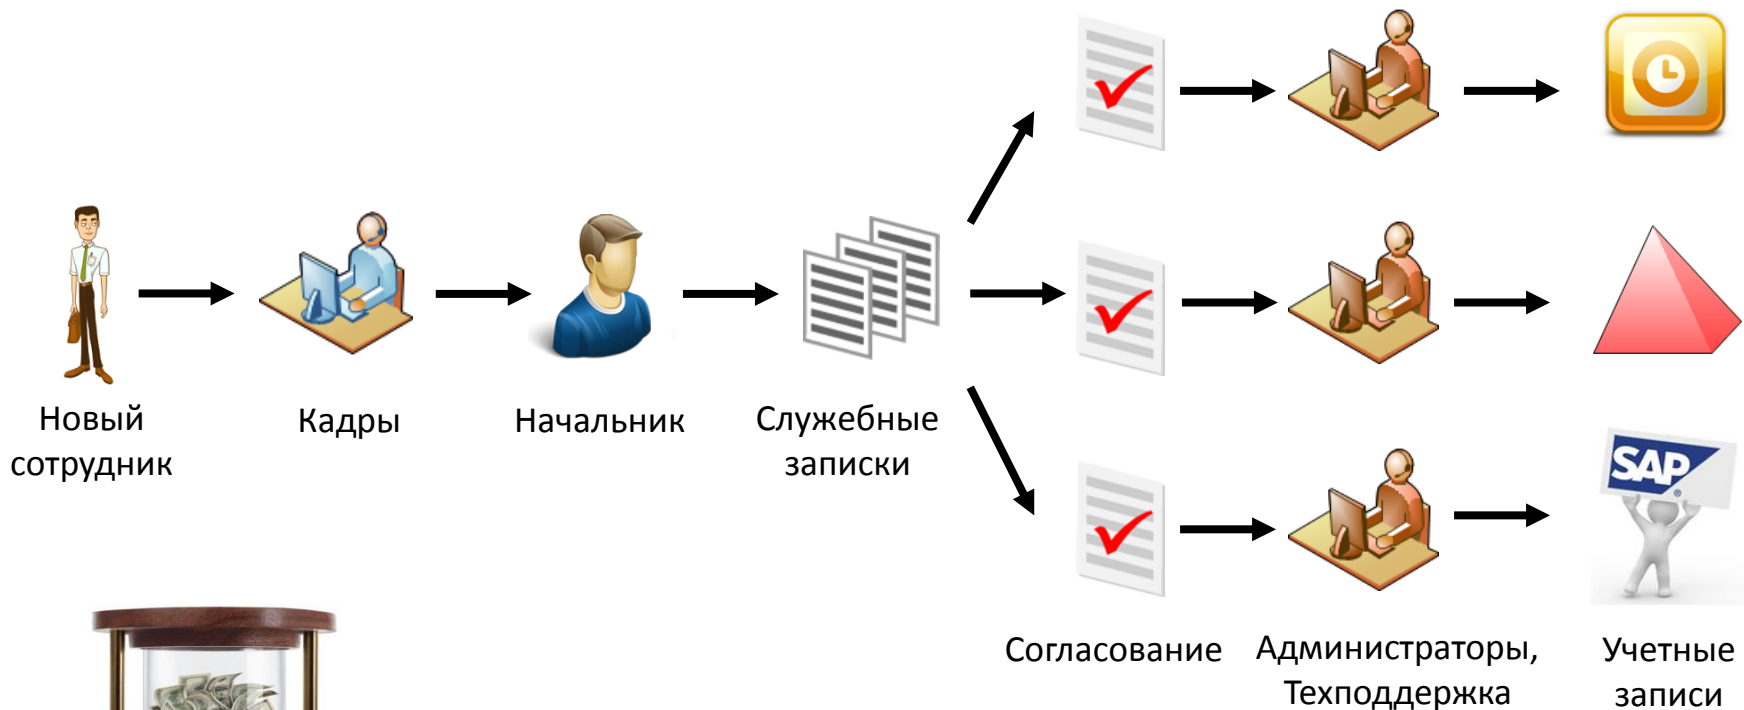 Новый
сотрудник
Кадры
Начальник
Служебные
записки
SAP
®
Согласование
Администраторы,
Техподдержка
Учетные
записи